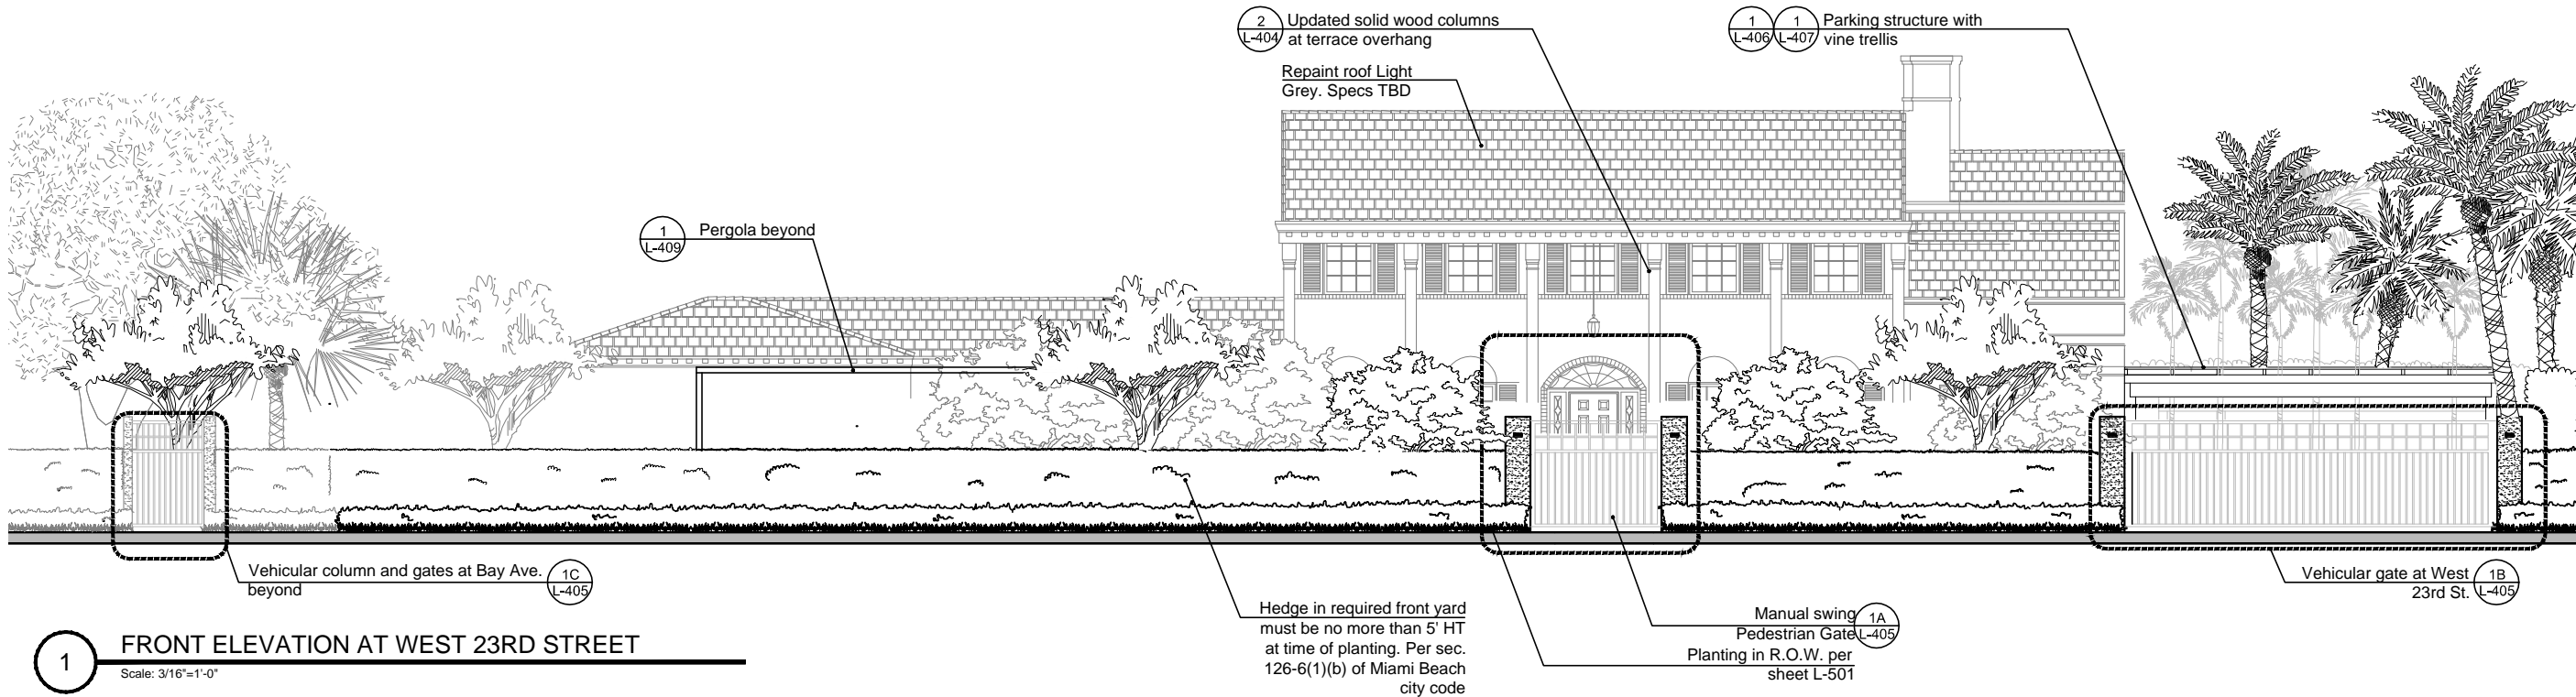 2
L-404
Updated solid wood columns
at terrace overhang
1
L-406
1
L-407
Parking structure with
vine trellis
Repaint roof Light
Grey. Specs TBD
1
L-409
Pergola beyond
Vehicular column and gates at Bay Ave.
beyond
1C
L-405
Vehicular gate at West
23rd St.
1B
L-405
Hedge in required front yard
must be no more than 5' HT
at time of planting. Per sec.
126-6(1)(b) of Miami Beach
city code
Manual swing
Pedestrian Gate
1A
L-405
Planting in R.O.W. per
sheet L-501
1
FRONT ELEVATION AT WEST 23RD STREET
Scale: 3/16"=1'-0"